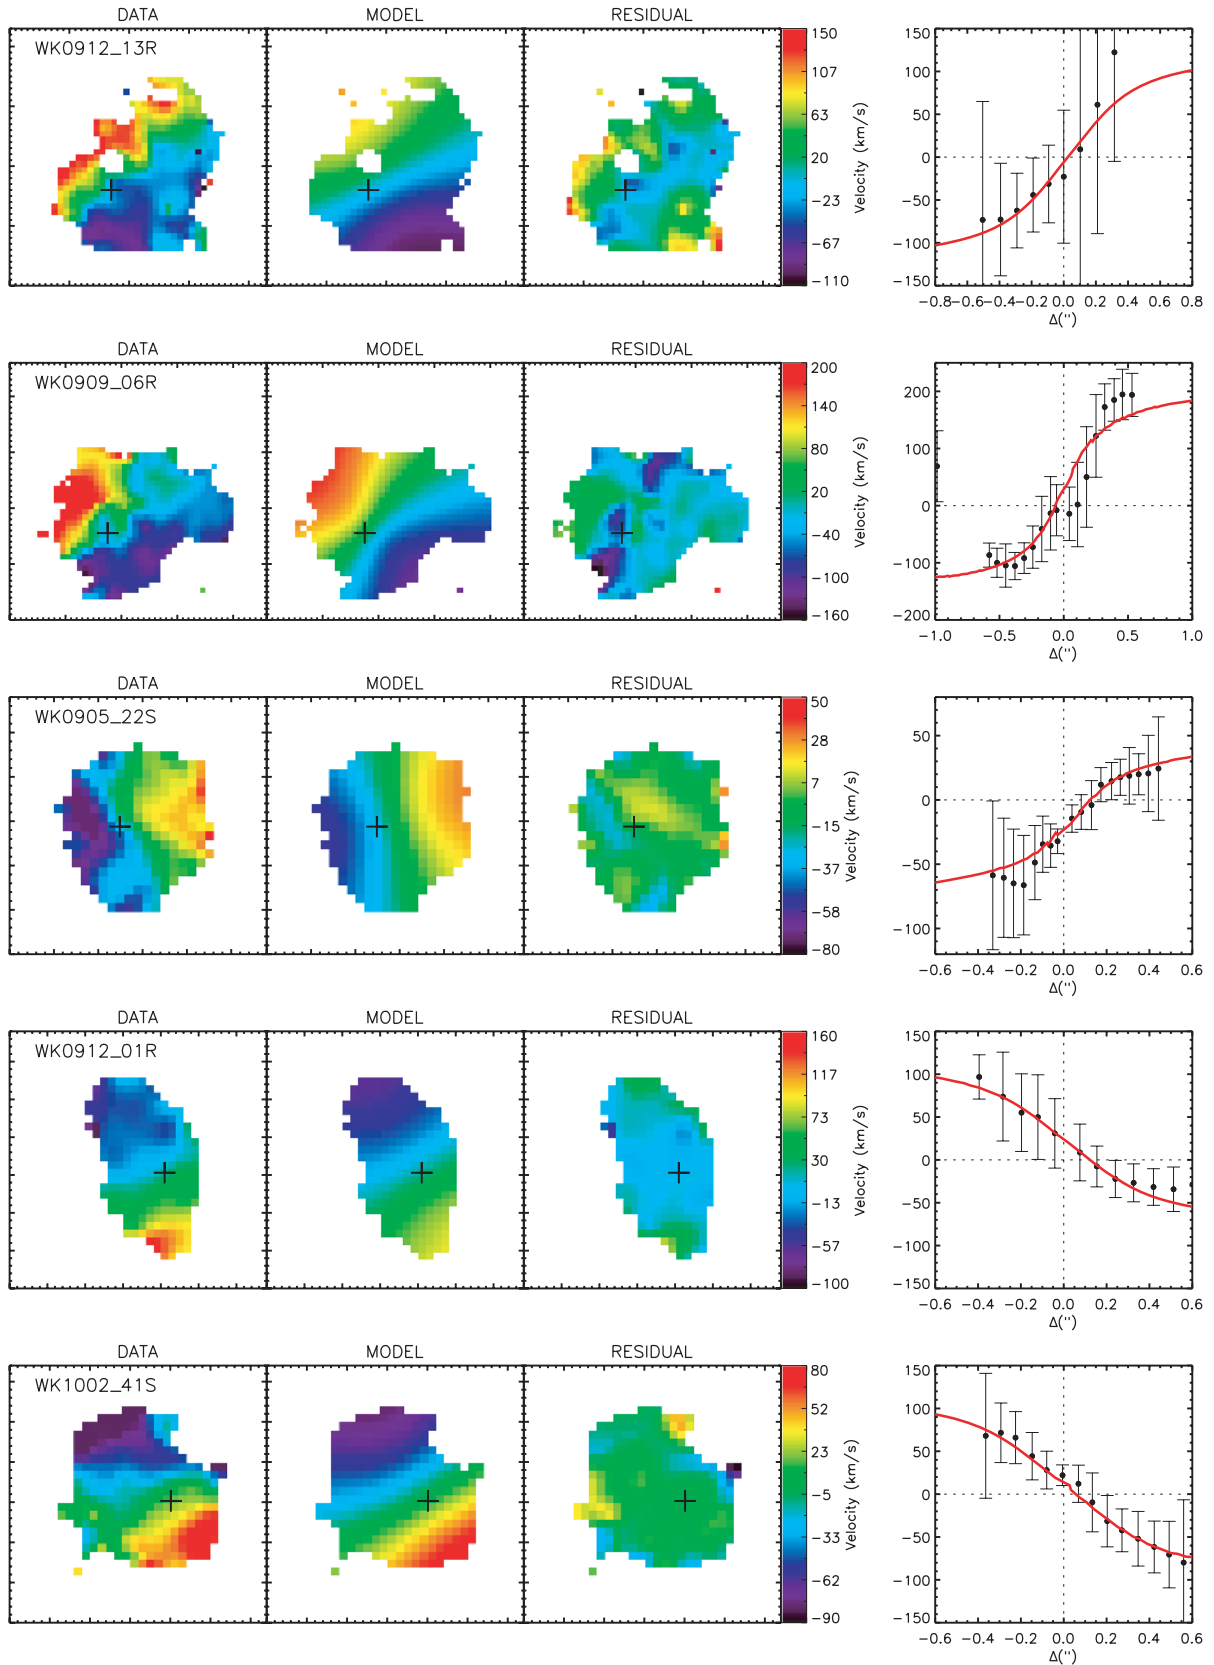 DATA MODEL RESIDUAL
WK0912_13R
150
107
63
20
−23
−67
−110
Velocity (km/s)
150
100
50
0
−50
−100
−150
−0.8 −0.6 −0.4 −0.2 0.0 0.2 0.4 0.6 0.8
Δ(")
DATA MODEL RESIDUAL
WK0909_06R
200
140
80
20
−40
−100
−160
Velocity (km/s)
200
100
0
−100
−200
−1.0 −0.5 0.0 0.5 1.0
Δ(")
DATA MODEL RESIDUAL
WK0905_22S
50
28
7
−15
−37
−58
−80
Velocity (km/s)
50
0
−50
−100
−0.6 −0.4 −0.2 0.0 0.2 0.4 0.6
Δ(")
DATA MODEL RESIDUAL
WK0912_01R
160
117
73
30
−13
−57
−100
Velocity (km/s)
150
100
50
0
−50
−100
−150
−0.6 −0.4 −0.2 0.0 0.2 0.4 0.6
Δ(")
DATA MODEL RESIDUAL
WK1002_41S
80
52
23
−5
−33
−62
−90
Velocity (km/s)
150
100
50
0
−50
−100
−150
−0.6 −0.4 −0.2 0.0 0.2 0.4 0.6
Δ(")